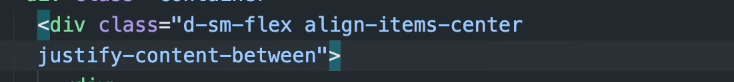 <div class="d-sm-flex align-items-center
justify-content-between">